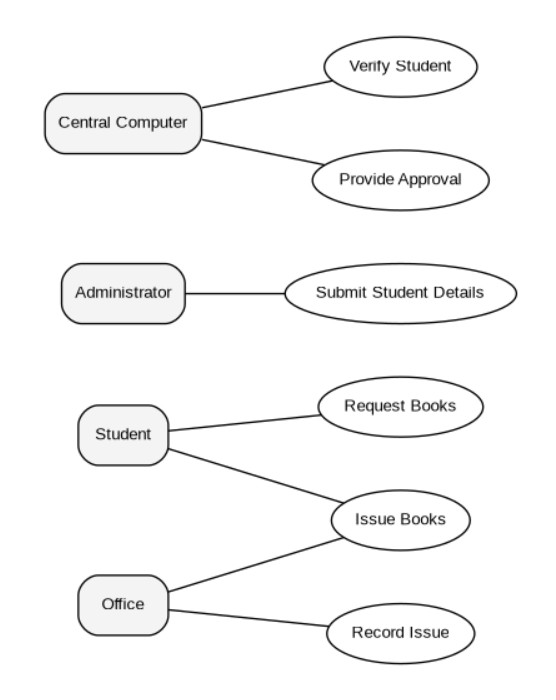 Verify Student
Central Computer
Provide Approval
Administrator
Submit Student Details
Request Books
Student
Issue Books
Office
Record Issue